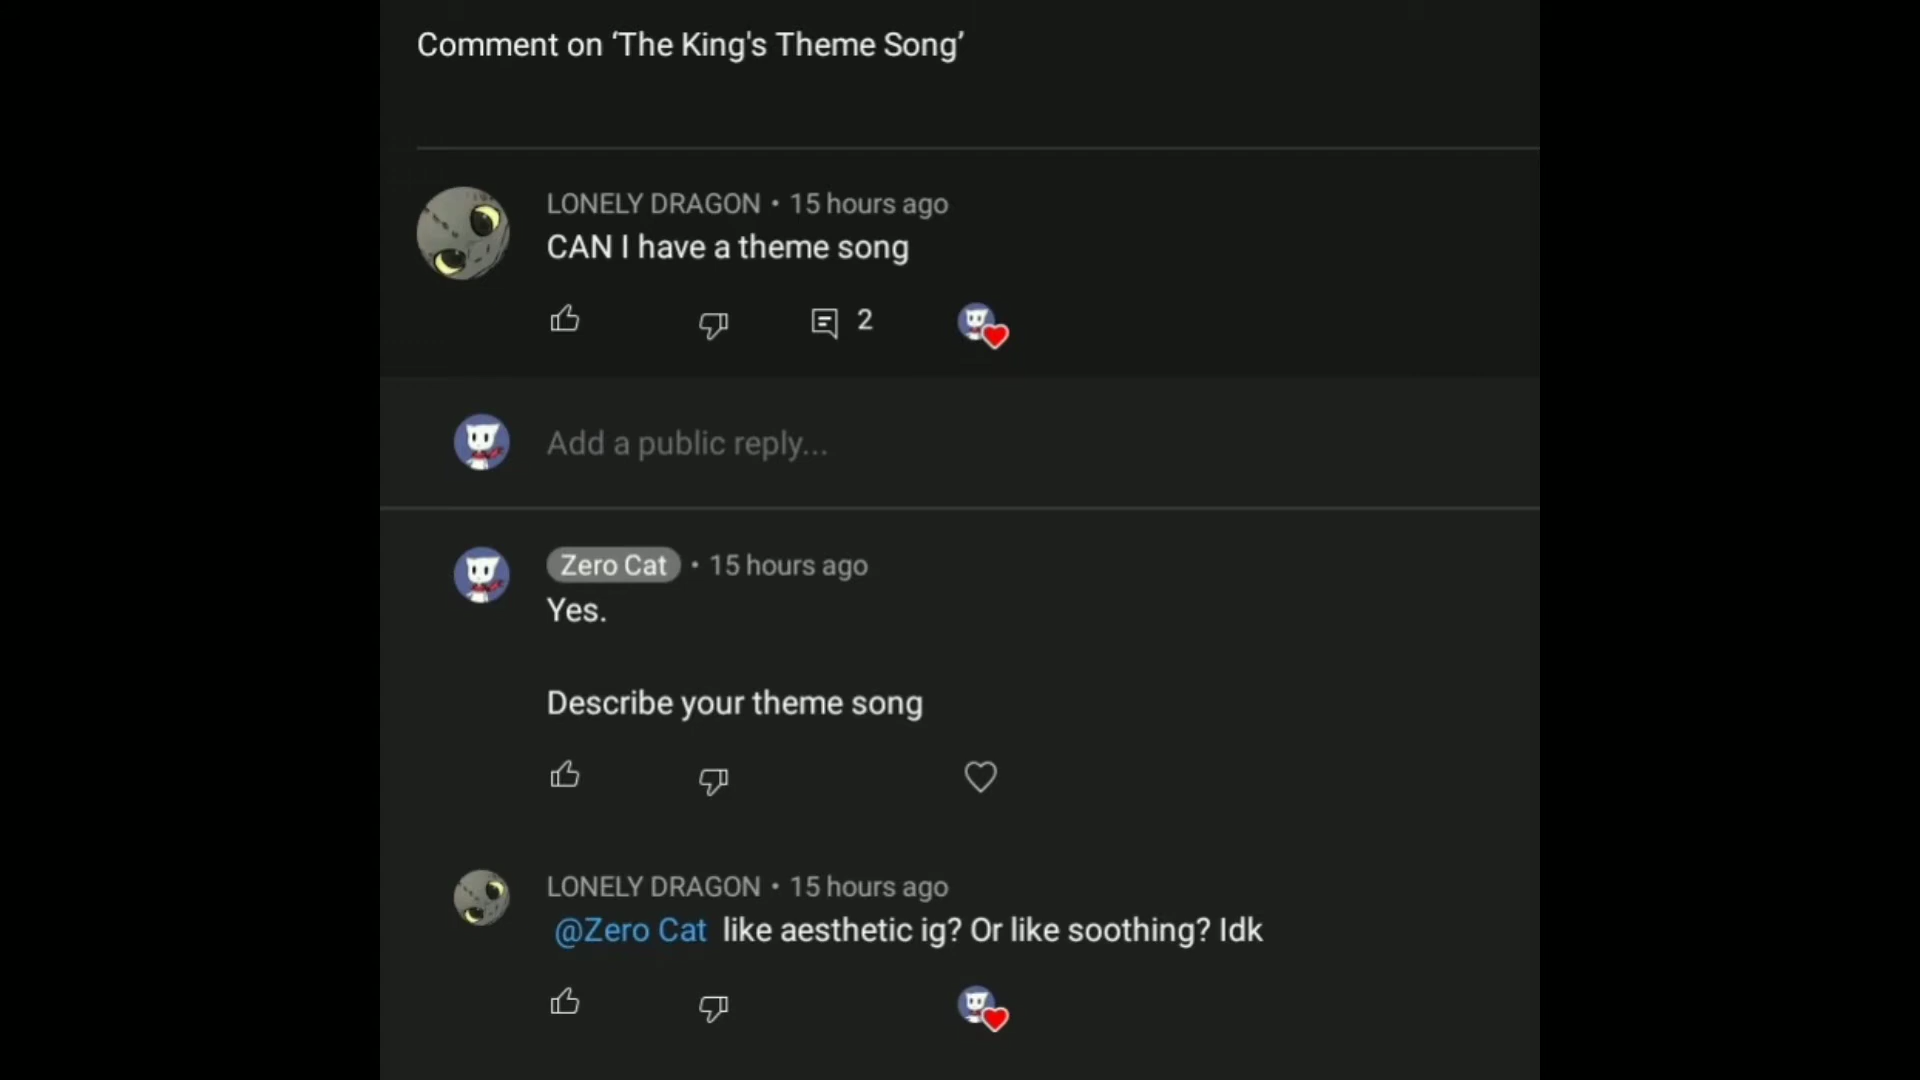 Comment on ‘The King's Theme Song’
LONELY DRAGON • 15 hours ago
CAN I have a theme song
2
Add a public reply...
Zero Cat • 15 hours ago
Yes.
Describe your theme song
LONELY DRAGON • 15 hours ago
@Zero Cat like aesthetic ig? Or like soothing? Idk